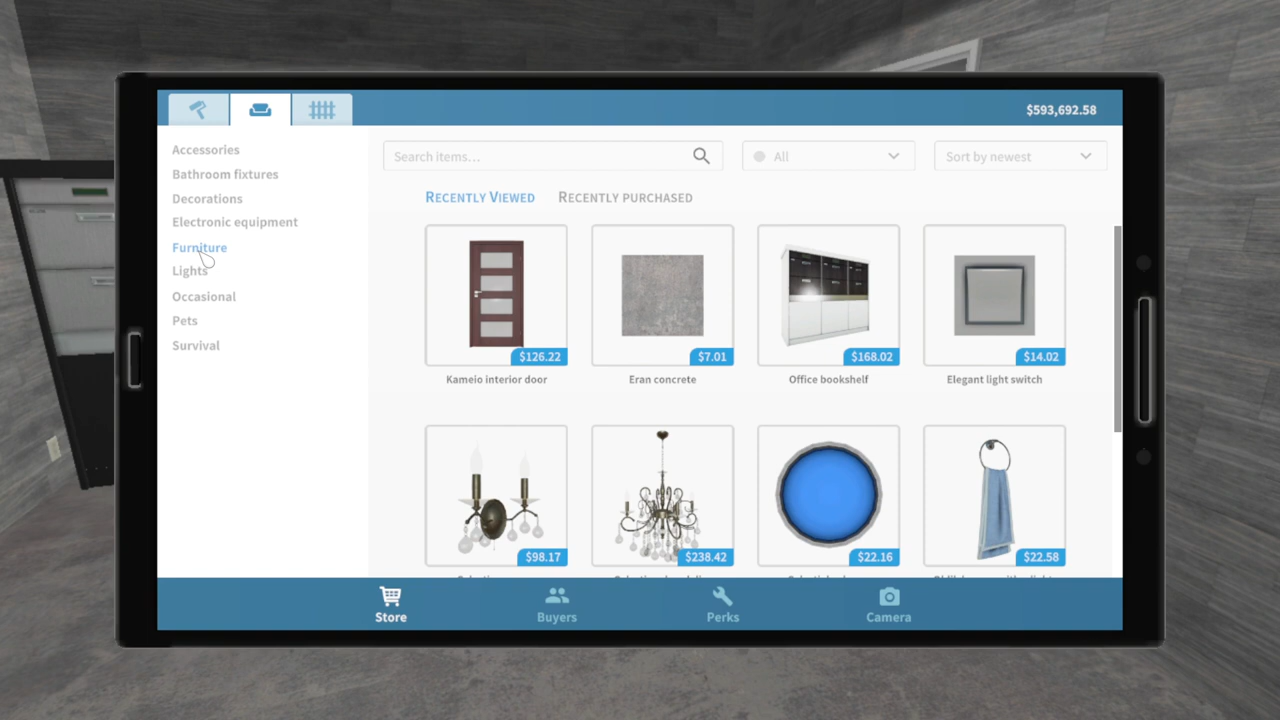 $593,692.58
Accessories
Bathroom fixtures
Decorations
Electronic equipment
Furniture
Lights
Occasional
Pets
Survival
Search items...
All
Sort by newest
RECENTLY VIEWED
RECENTLY PURCHASED
$126.22
$7.01
$168.02
$14.02
Kameio interior door
Eran concrete
Office bookshelf
Elegant light switch
$98.17
$238.42
$22.16
$22.58
Store
Buyers
Perks
Camera